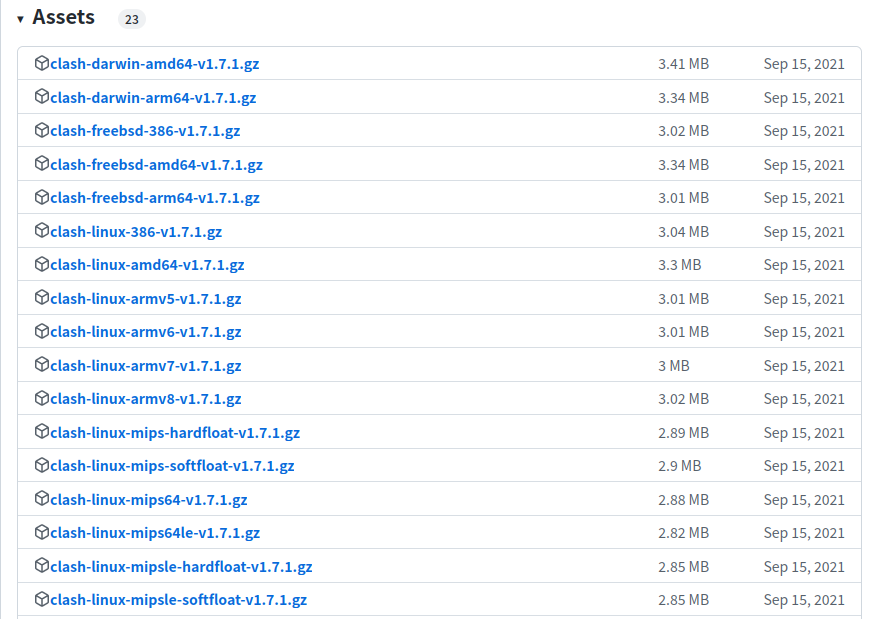 Assets 23
clash-darwin-amd64-v1.7.1.gz 3.41 MB Sep 15, 2021
clash-darwin-arm64-v1.7.1.gz 3.34 MB Sep 15, 2021
clash-freebsd-386-v1.7.1.gz 3.02 MB Sep 15, 2021
clash-freebsd-amd64-v1.7.1.gz 3.34 MB Sep 15, 2021
clash-freebsd-arm64-v1.7.1.gz 3.01 MB Sep 15, 2021
clash-linux-386-v1.7.1.gz 3.04 MB Sep 15, 2021
clash-linux-amd64-v1.7.1.gz 3.3 MB Sep 15, 2021
clash-linux-armv5-v1.7.1.gz 3.01 MB Sep 15, 2021
clash-linux-armv6-v1.7.1.gz 3.01 MB Sep 15, 2021
clash-linux-armv7-v1.7.1.gz 3 MB Sep 15, 2021
clash-linux-armv8-v1.7.1.gz 3.02 MB Sep 15, 2021
clash-linux-mips-hardfloat-v1.7.1.gz 2.89 MB Sep 15, 2021
clash-linux-mips-softfloat-v1.7.1.gz 2.9 MB Sep 15, 2021
clash-linux-mips64-v1.7.1.gz 2.88 MB Sep 15, 2021
clash-linux-mips64le-v1.7.1.gz 2.82 MB Sep 15, 2021
clash-linux-mipsle-hardfloat-v1.7.1.gz 2.85 MB Sep 15, 2021
clash-linux-mipsle-softfloat-v1.7.1.gz 2.85 MB Sep 15, 2021